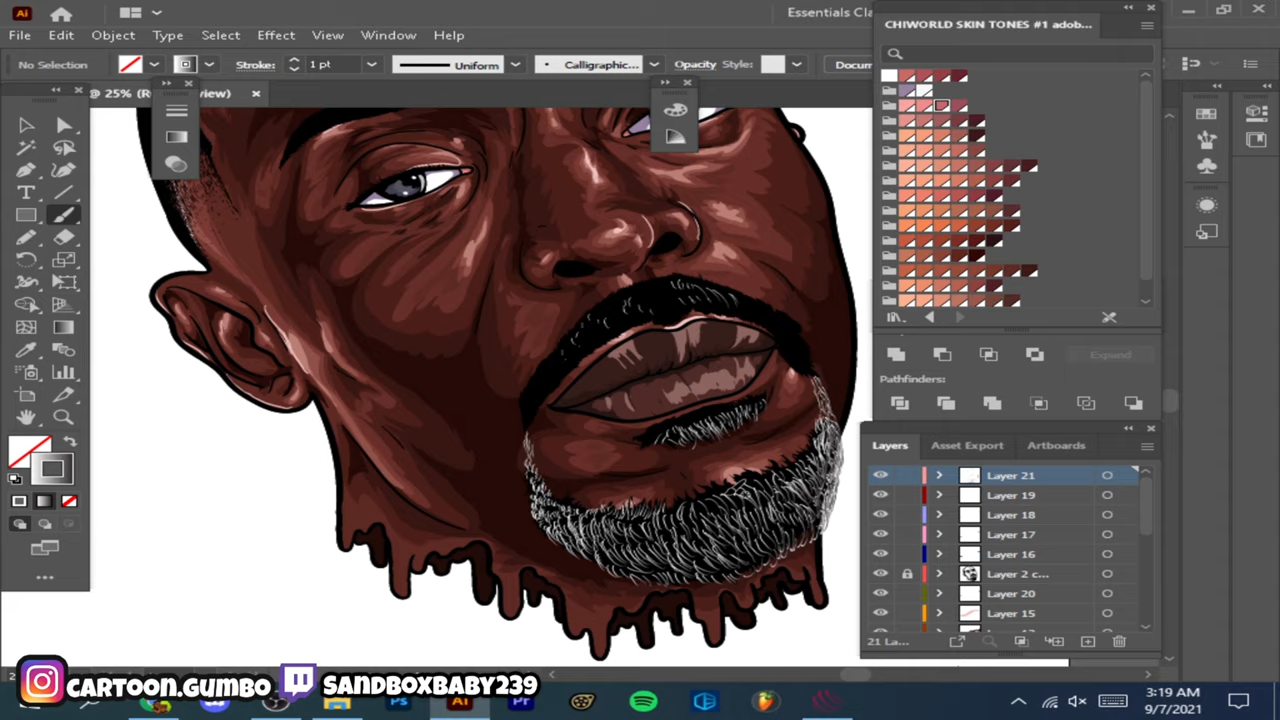 Ai
Essentials Cla
CHIWORLD SKIN TONES #1 adob...
File Edit Object Type Select Effect View Window Help
No Selection Stroke: 1 pt Uniform Calligraphic... Opacity Style: Docum
@ 25% (R view)
Expand
Pathfinders:
Layers Asset Export Artboards
Layer 21
Layer 19
Layer 18
Layer 17
Layer 16
Layer 2 c...
Layer 20
Layer 15
21 La...
CARTOON.GUMBO SANDBOXBABY239
Ps Ai Pr
3:19 AM
9/7/2021